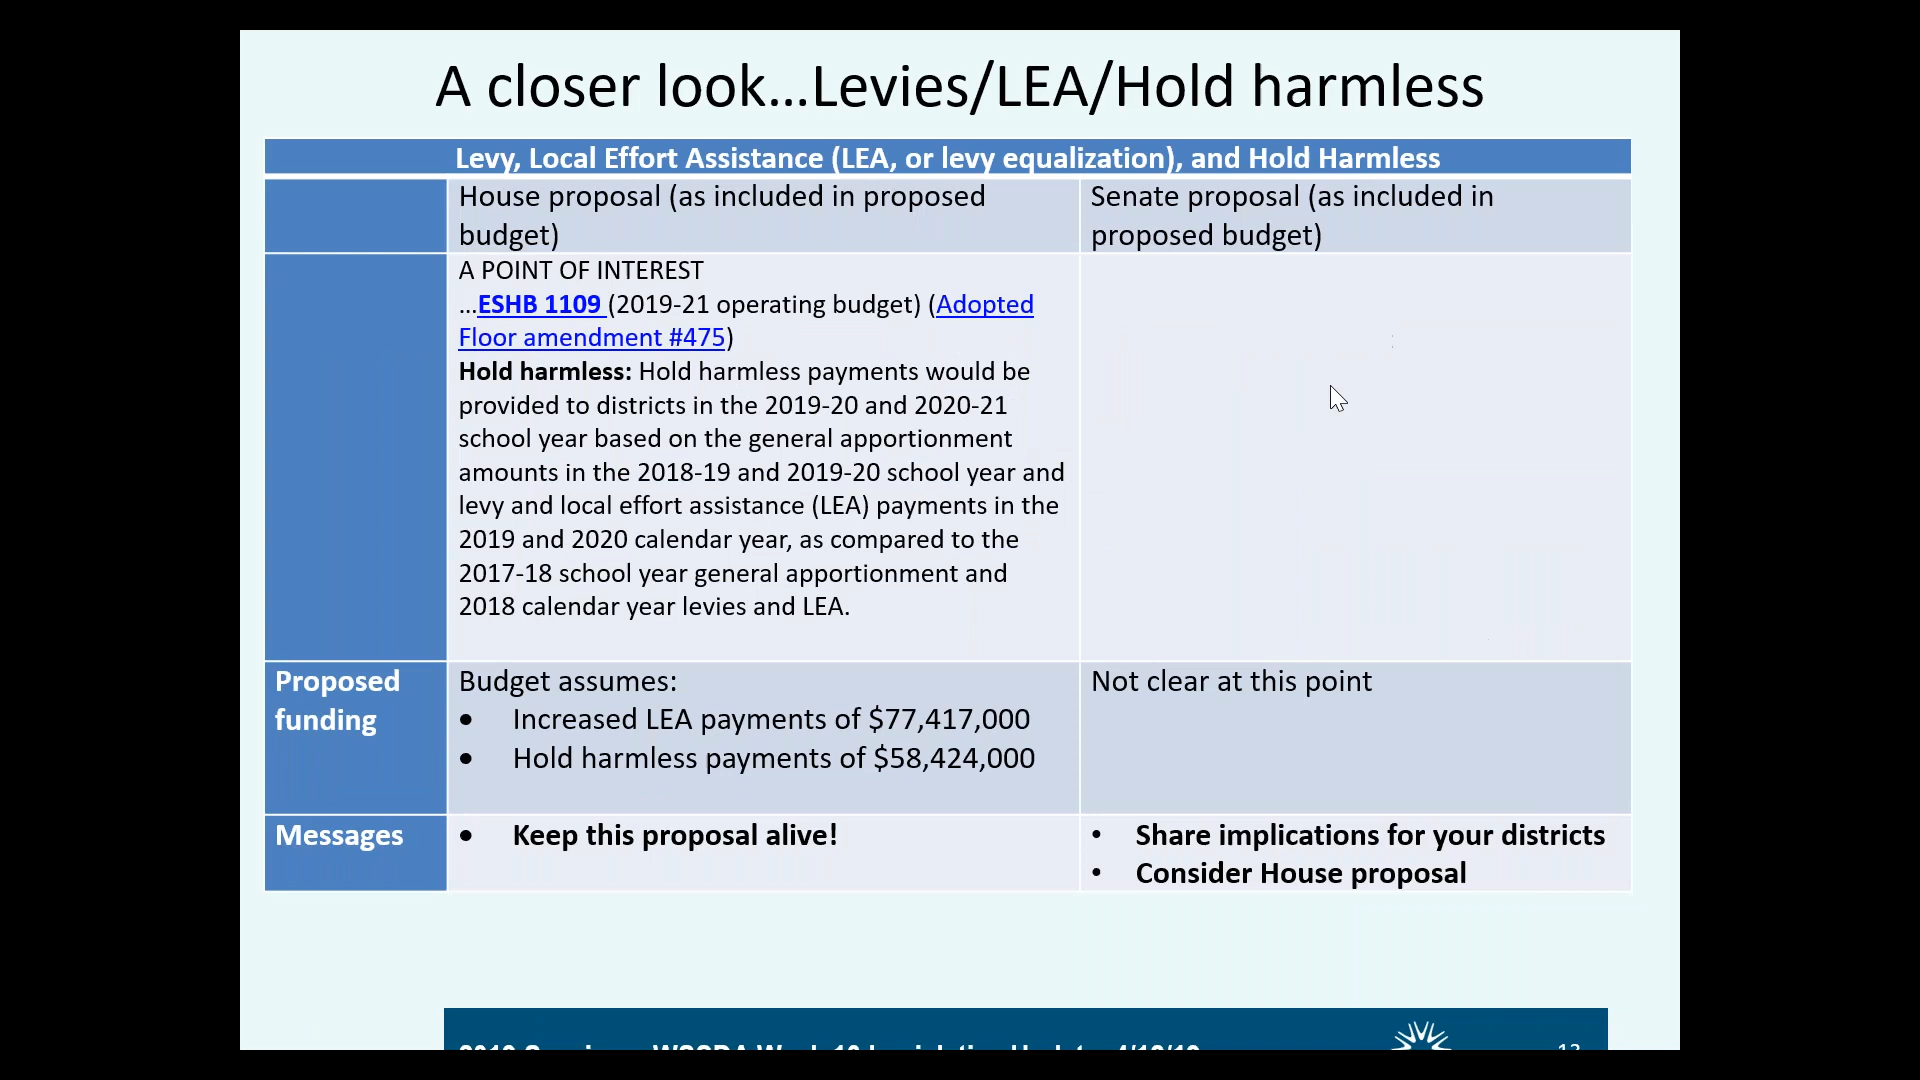 A closer look...Levies/LEA/Hold harmless
Levy, Local Effort Assistance (LEA, or levy equalization), and Hold Harmless
House proposal (as included in proposed
budget)
Senate proposal (as included in
proposed budget)
A POINT OF INTEREST
...ESHB 1109 (2019-21 operating budget) (Adopted
Floor amendment #475)
Hold harmless: Hold harmless payments would be
provided to districts in the 2019-20 and 2020-21
school year based on the general apportionment
amounts in the 2018-19 and 2019-20 school year and
levy and local effort assistance (LEA) payments in the
2019 and 2020 calendar year, as compared to the
2017-18 school year general apportionment and
2018 calendar year levies and LEA.
Proposed
funding
Budget assumes:
• Increased LEA payments of $77,417,000
• Hold harmless payments of $58,424,000
Not clear at this point
Messages
• Keep this proposal alive!
• Share implications for your districts
• Consider House proposal